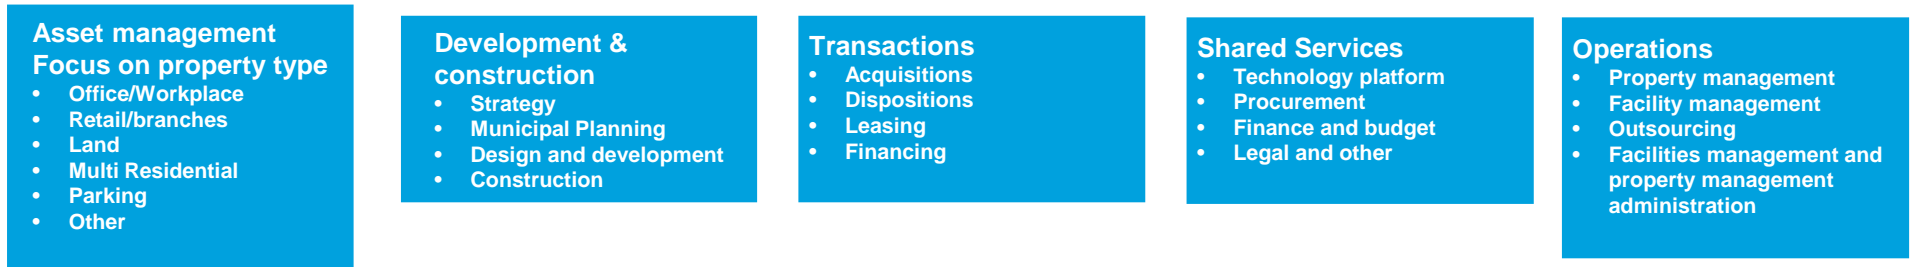 Asset management
Focus on property type
• Office/Workplace
• Retail/branches
• Land
• Multi Residential
• Parking
• Other
Development &
construction
• Strategy
• Municipal Planning
• Design and development
• Construction
Transactions
• Acquisitions
• Dispositions
• Leasing
• Financing
Shared Services
• Technology platform
• Procurement
• Finance and budget
• Legal and other
Operations
• Property management
• Facility management
• Outsourcing
• Facilities management and
property management
administration